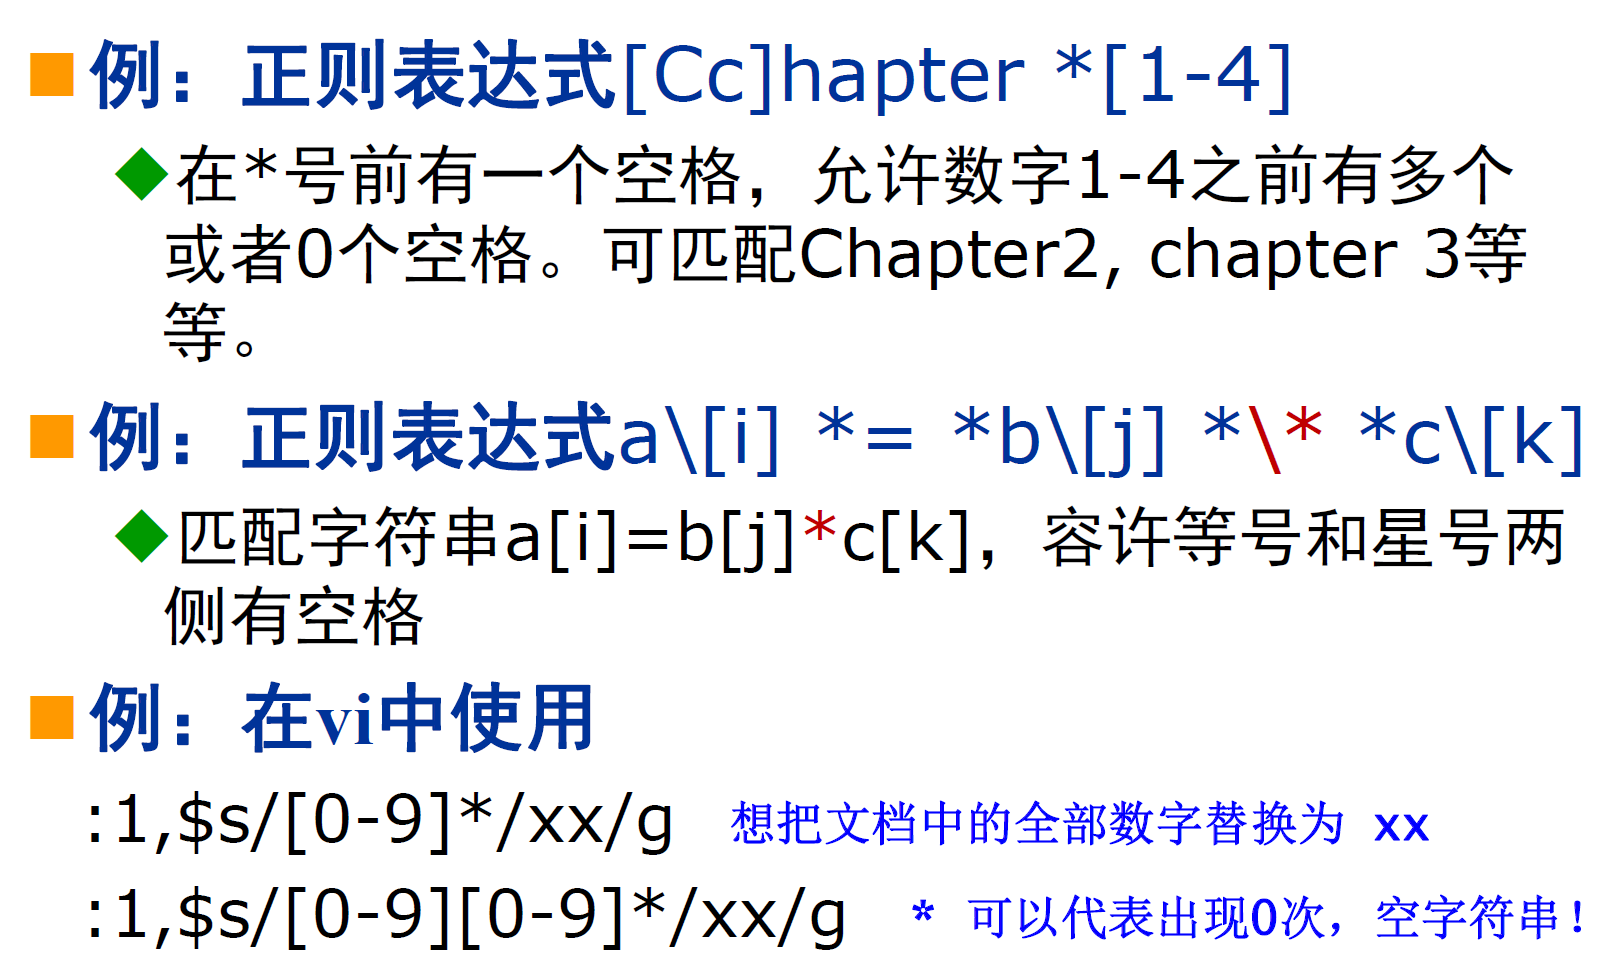 例：正则表达式[Cc]hapter *[1-4]
在*号前有一个空格，允许数字1-4之前有多个
或者0个空格。可匹配Chapter2, chapter 3等
等。
例：正则表达式a\[i] *= *b\[j] *\* *c\[k]
匹配字符串a[i]=b[j]*c[k]，容许等号和星号两
侧有空格
例：在vi中使用
:1,$s/[0-9]*/xx/g 想把文档中的全部数字替换为 xx
:1,$s/[0-9][0-9]*/xx/g * 可以代表出现0次，空字符串！